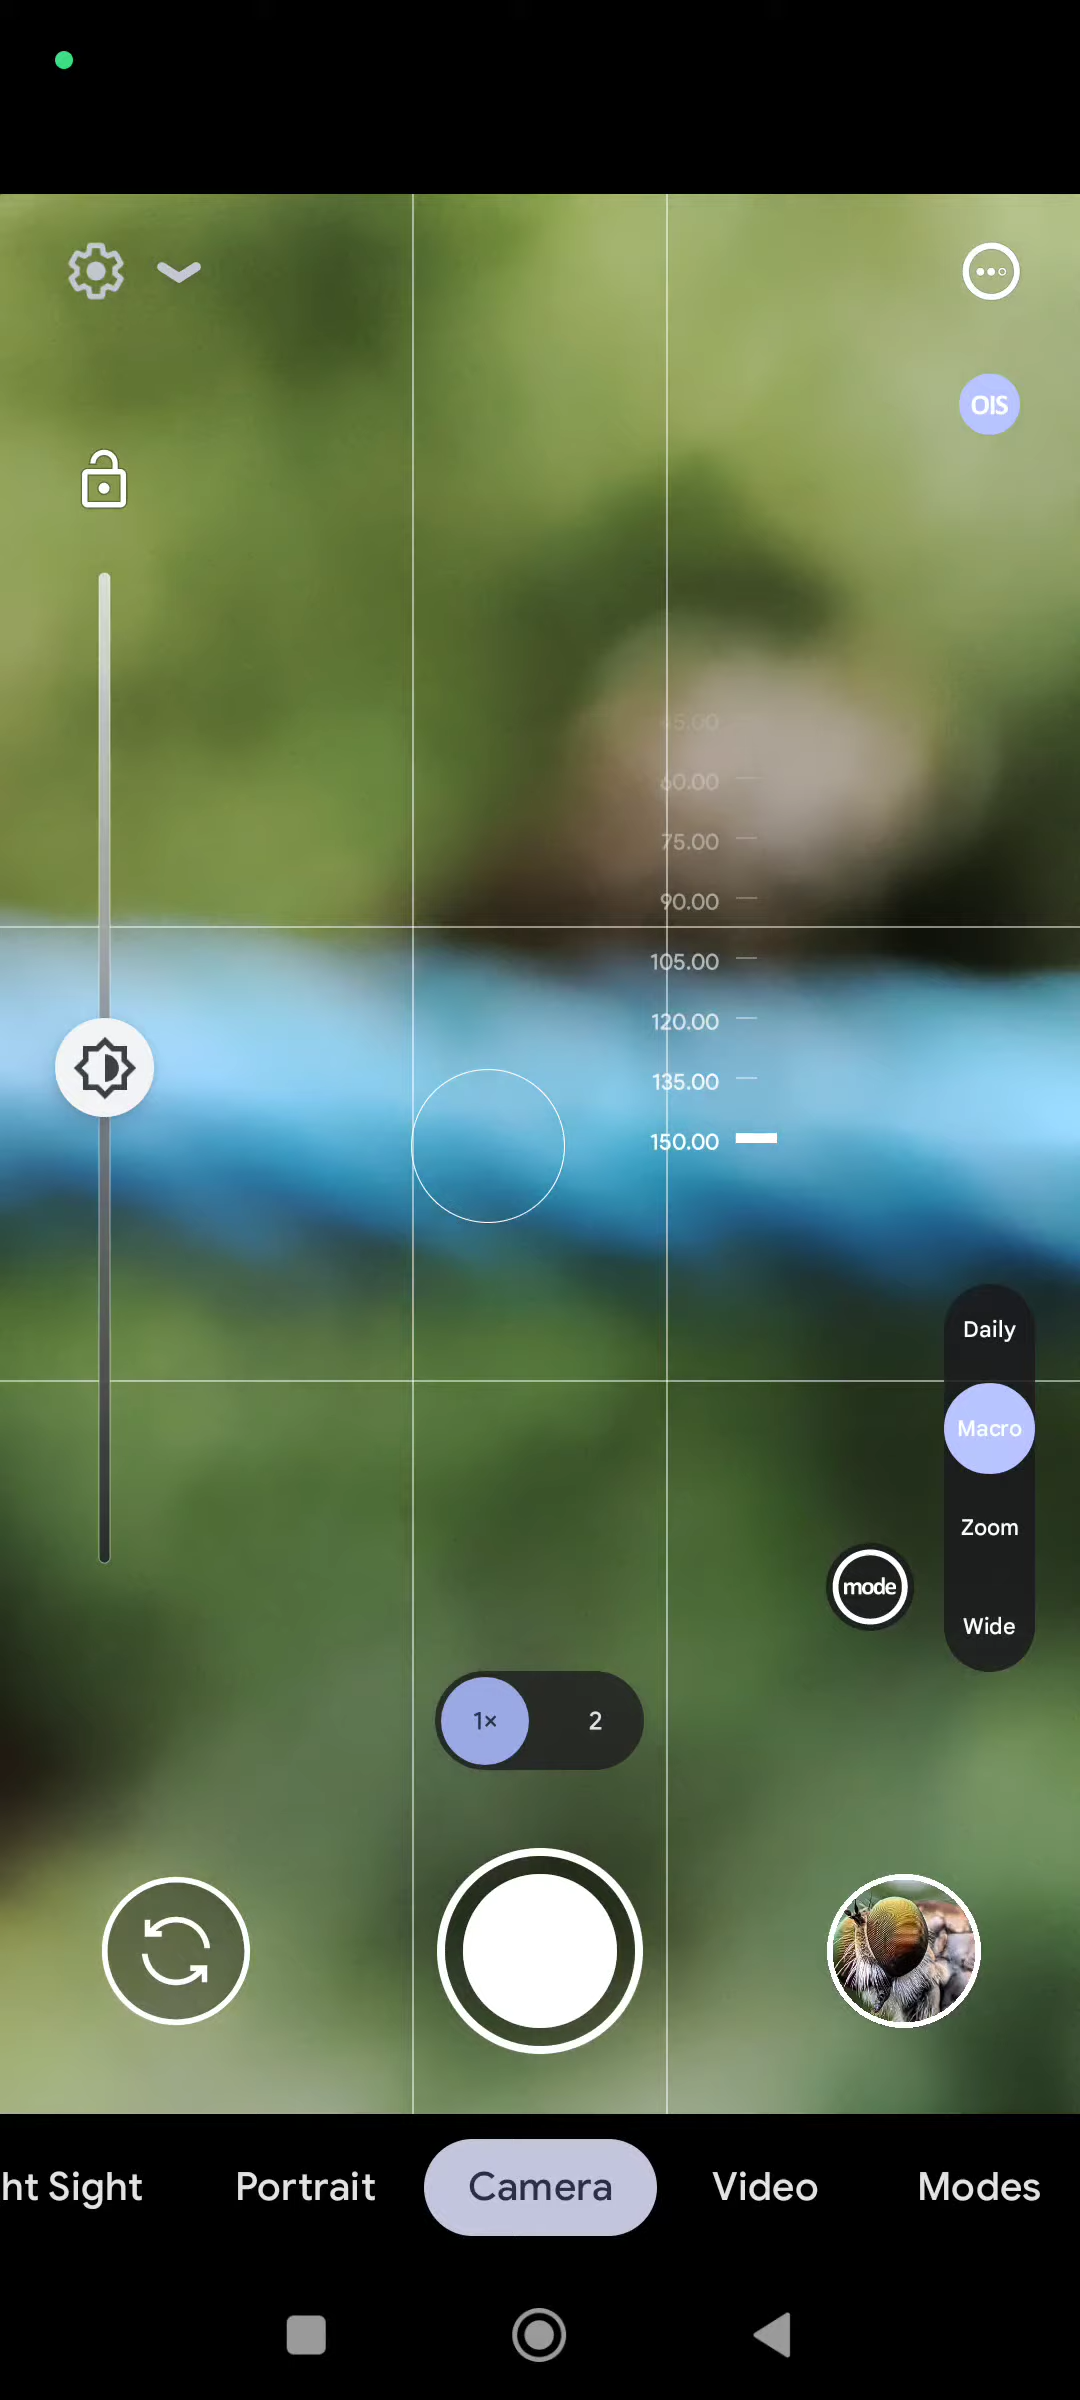 OIS
45.00
60.00
75.00
90.00
105.00
120.00
135.00
150.00
Daily
Macro
Zoom
mode
Wide
1× 2
ht Sight Portrait Camera Video Modes